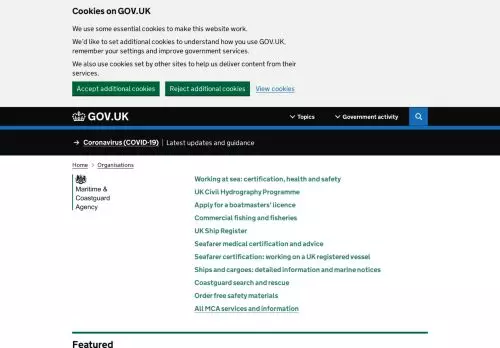 Cookies on GOV.UK
We use some essential cookies to make this website work.
We'd like to set additional cookies to understand how you use GOV.UK,
remember your settings and improve government services.
We also use cookies set by other sites to help us deliver content from their
services.
Accept additional cookies Reject additional cookies View cookies
GOV.UK Topics Government activity
→ Coronavirus (COVID-19) | Latest updates and guidance
Home > Organisations
Maritime &
Coastguard
Agency
Working at sea: certification, health and safety
UK Civil Hydrography Programme
Apply for a boatmasters' licence
Commercial fishing and fisheries
UK Ship Register
Seafarer medical certification and advice
Seafarer certification: working on a UK registered vessel
Ships and cargoes: detailed information and marine notices
Coastguard search and rescue
Order free safety materials
All MCA services and information
Featured